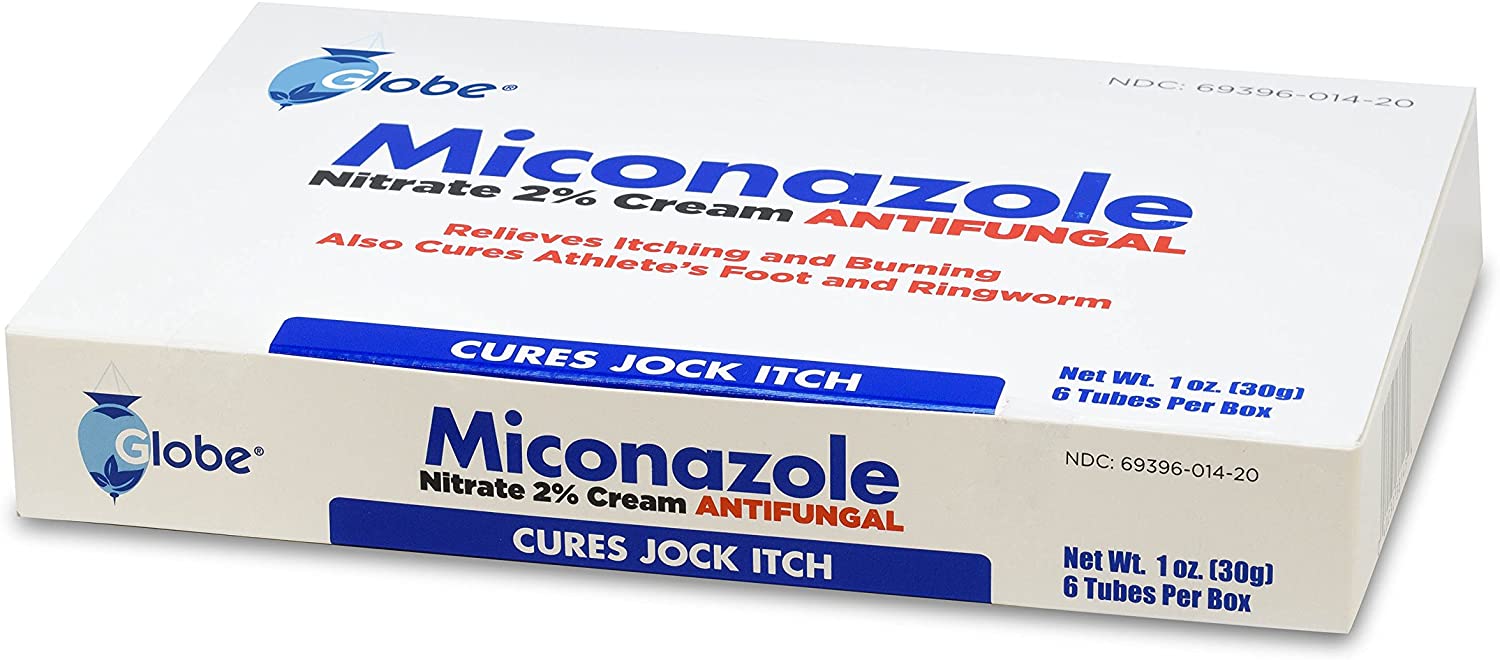 Globe®
NDC: 69396-014-20
Miconazole
Nitrate 2% Cream ANTIFUNGAL
Relieves Itching and Burning
Also Cures Athlete's Foot and Ringworm
CURES JOCK ITCH
Net Wt. 1 oz. (30g)
6 Tubes Per Box
Globe®
Miconazole
Nitrate 2% Cream ANTIFUNGAL
CURES JOCK ITCH
NDC: 69396-014-20
Net Wt. 1 oz. (30g)
6 Tubes Per Box